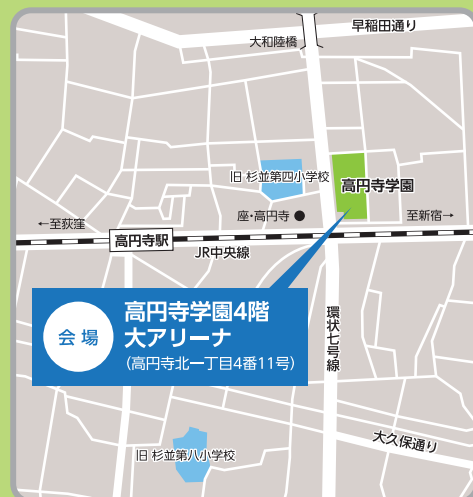 早稲田通り
大和陸橋
旧 杉並第四小学校
高円寺学園
座・高円寺
←至荻窪
至新宿→
高円寺駅
JR中央線
会場
高円寺学園4階
大アリーナ
(高円寺北一丁目4番11号)
環状七号線
大久保通り
旧 杉並第八小学校